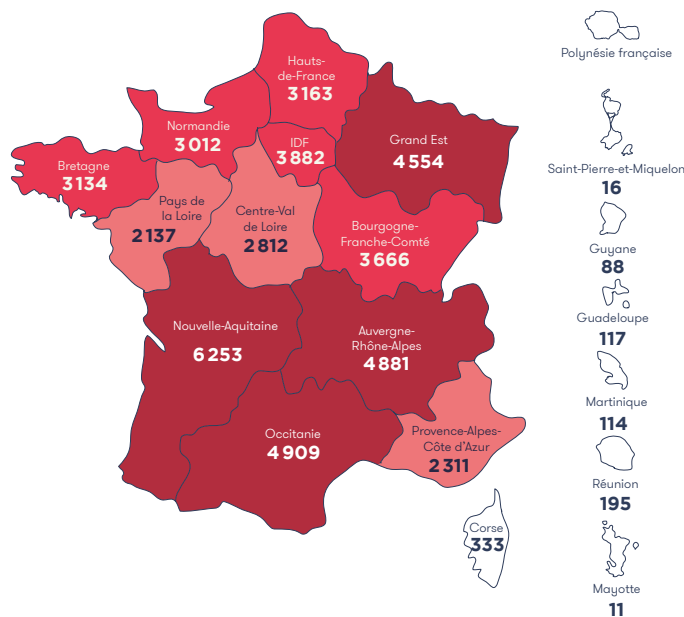 Hauts-
de-France
3 163
Normandie
3 012
IDF
3 882
Grand Est
4 554
Bretagne
3 134
Pays de
la Loire
2 137
Centre-Val
de Loire
2 812
Bourgogne-
Franche-Comté
3 666
Nouvelle-Aquitaine
6 253
Auvergne-
Rhône-Alpes
4 881
Occitanie
4 909
Provence-Alpes-
Côte d'Azur
2 311
Corse
333
Polynésie française
Saint-Pierre-et-Miquelon
16
Guyane
88
Guadeloupe
117
Martinique
114
Réunion
195
Mayotte
11